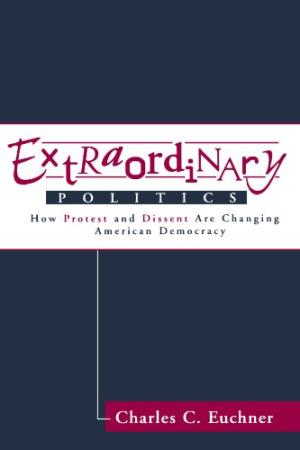 ExtRaordiNAry
POLITICS
How Protest and Dissent Are Changing
American Democracy
Charles C. Euchner